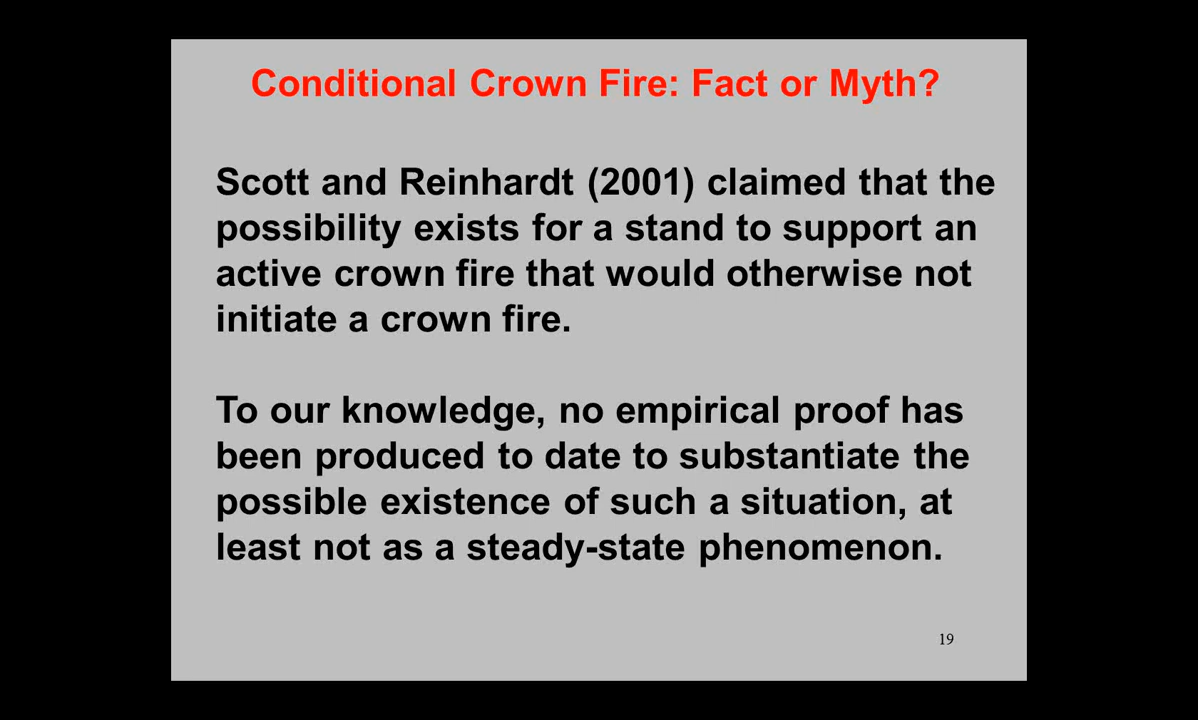 Conditional Crown Fire: Fact or Myth?
Scott and Reinhardt (2001) claimed that the
possibility exists for a stand to support an
active crown fire that would otherwise not
initiate a crown fire.
To our knowledge, no empirical proof has
been produced to date to substantiate the
possible existence of such a situation, at
least not as a steady-state phenomenon.
19